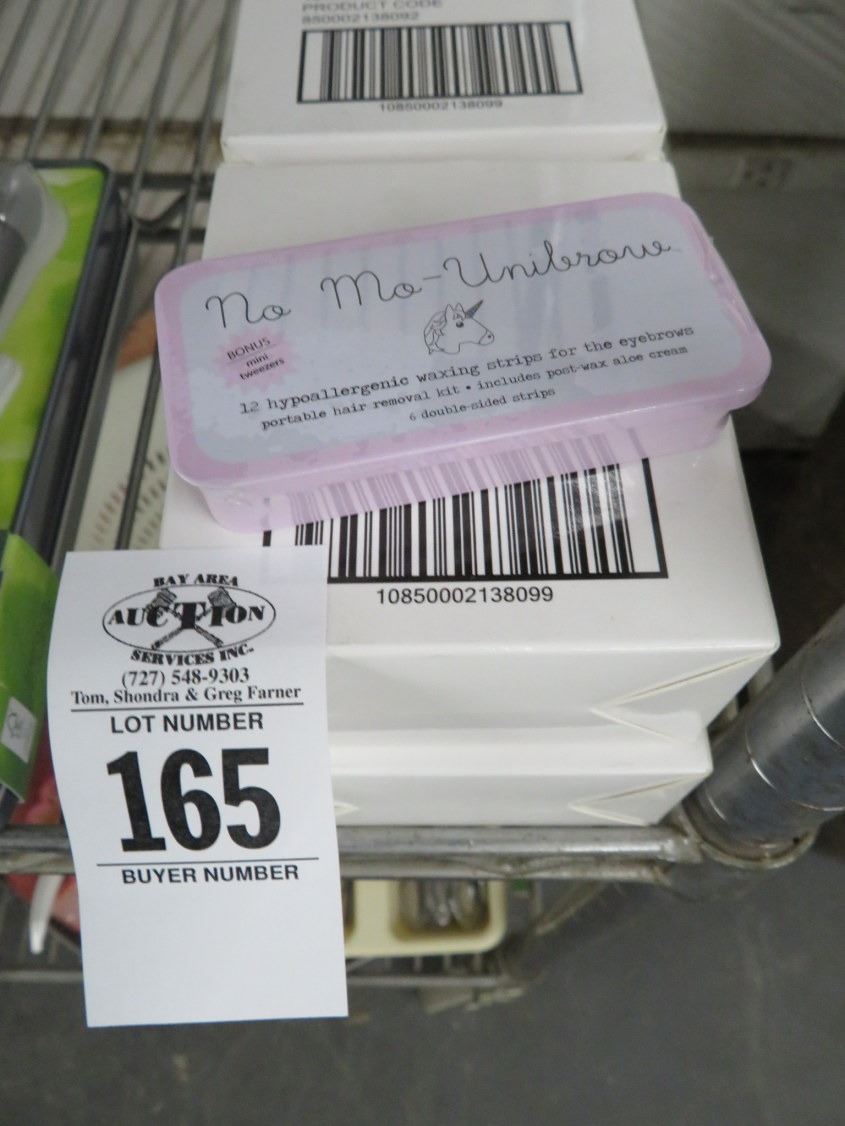 PRODUCT CODE
850002138092
10850002138099
No Mo-Unibrow
BONUS
mini
tweezers
12 hypoallergenic waxing strips for the eyebrows
portable hair removal kit • includes post-wax aloe cream
6 double-sided strips
10850002138099
BAY AREA
AUCTION
SERVICES INC.
(727) 548-9303
Tom, Shondra & Greg Farner
LOT NUMBER
165
BUYER NUMBER